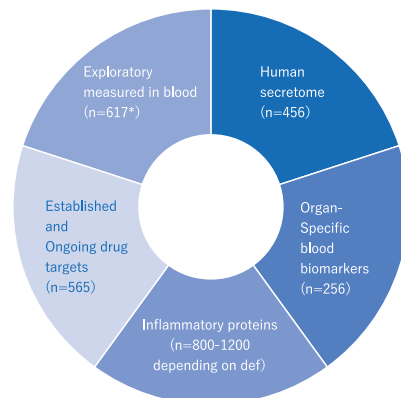 Exploratory
measured in blood
(n=617*)
Human
secretome
(n=456)
Established
and
Ongoing drug
targets
(n=565)
Organ-
Specific
blood
biomarkers
(n=256)
Inflammatory proteins
(n=800-1200
depending on def)